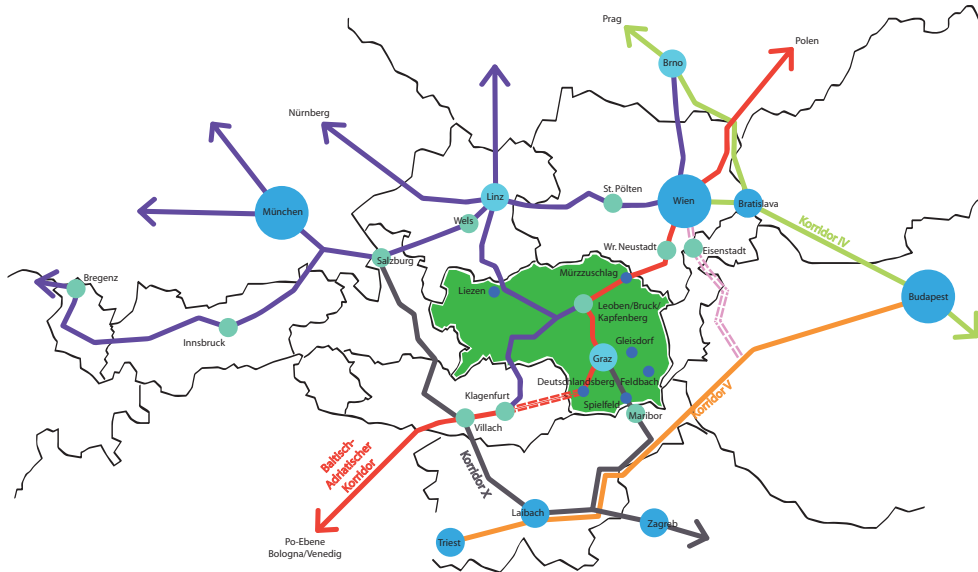 Prag
Polen
Brno
Nürnberg
St. Pölten
Linz
Wien
Bratislava
München
Wels
Korridor IV
Wr. Neustadt
Eisenstadt
Salzburg
Bregenz
Mürzzuschlag
Liezen
Budapest
Leoben/Bruck/
Kapfenberg
Innsbruck
Gleisdorf
Graz
Deutschlandsberg
Feldbach
Klagenfurt
Spielfeld
Korridor V
Maribor
Villach
Baltisch-
Adriatischer
Korridor
Korridor X
Laibach
Zagrab
Triest
Po-Ebene
Bologna/Venedig